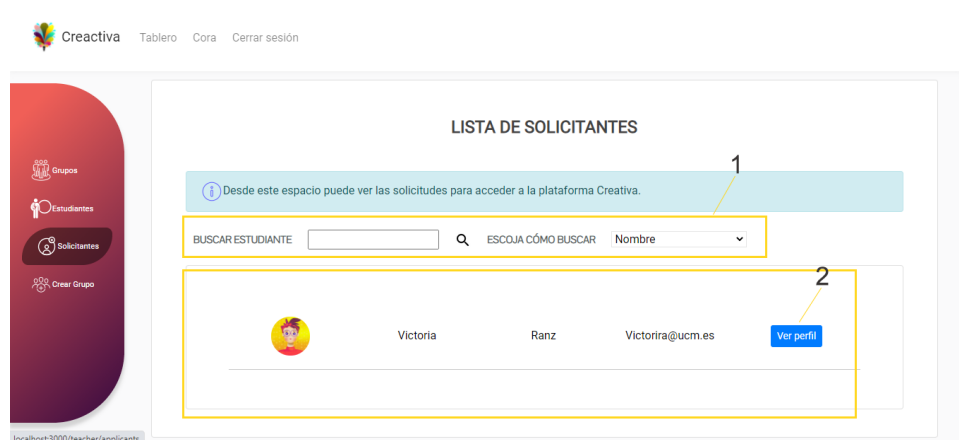 Creactiva Tablero Cora Cerrar sesión
LISTA DE SOLICITANTES
1
Grupos
Desde este espacio puede ver las solicitudes para acceder a la plataforma Creativa.
Estudiantes
BUSCAR ESTUDIANTE ESCOJA CÓMO BUSCAR Nombre
Solicitantes
2
Crear Grupo
Victoria Ranz Victorira@ucm.es Ver perfil
localhost:3000/teacher/applicants